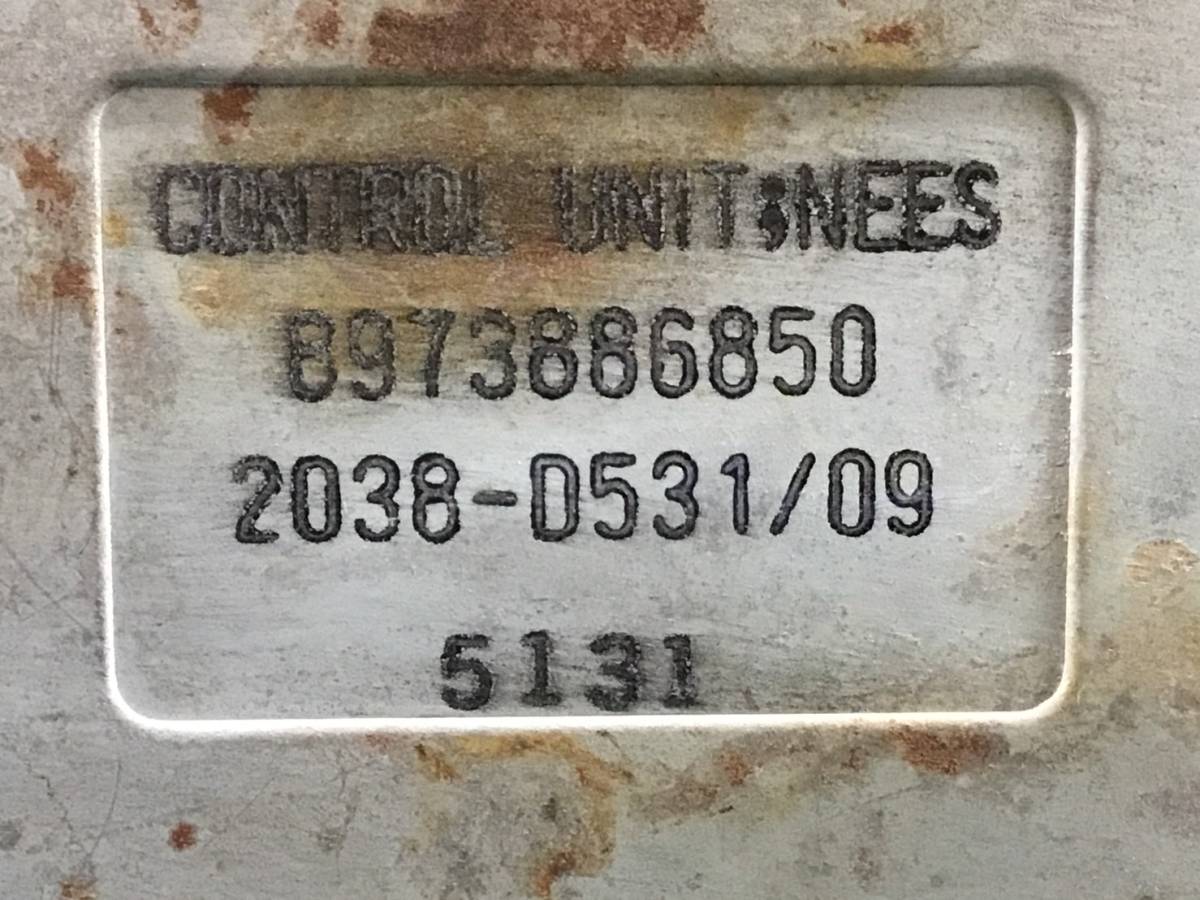 CONTROL UNIT;NEES
8973886850
2038-D531/09
5131